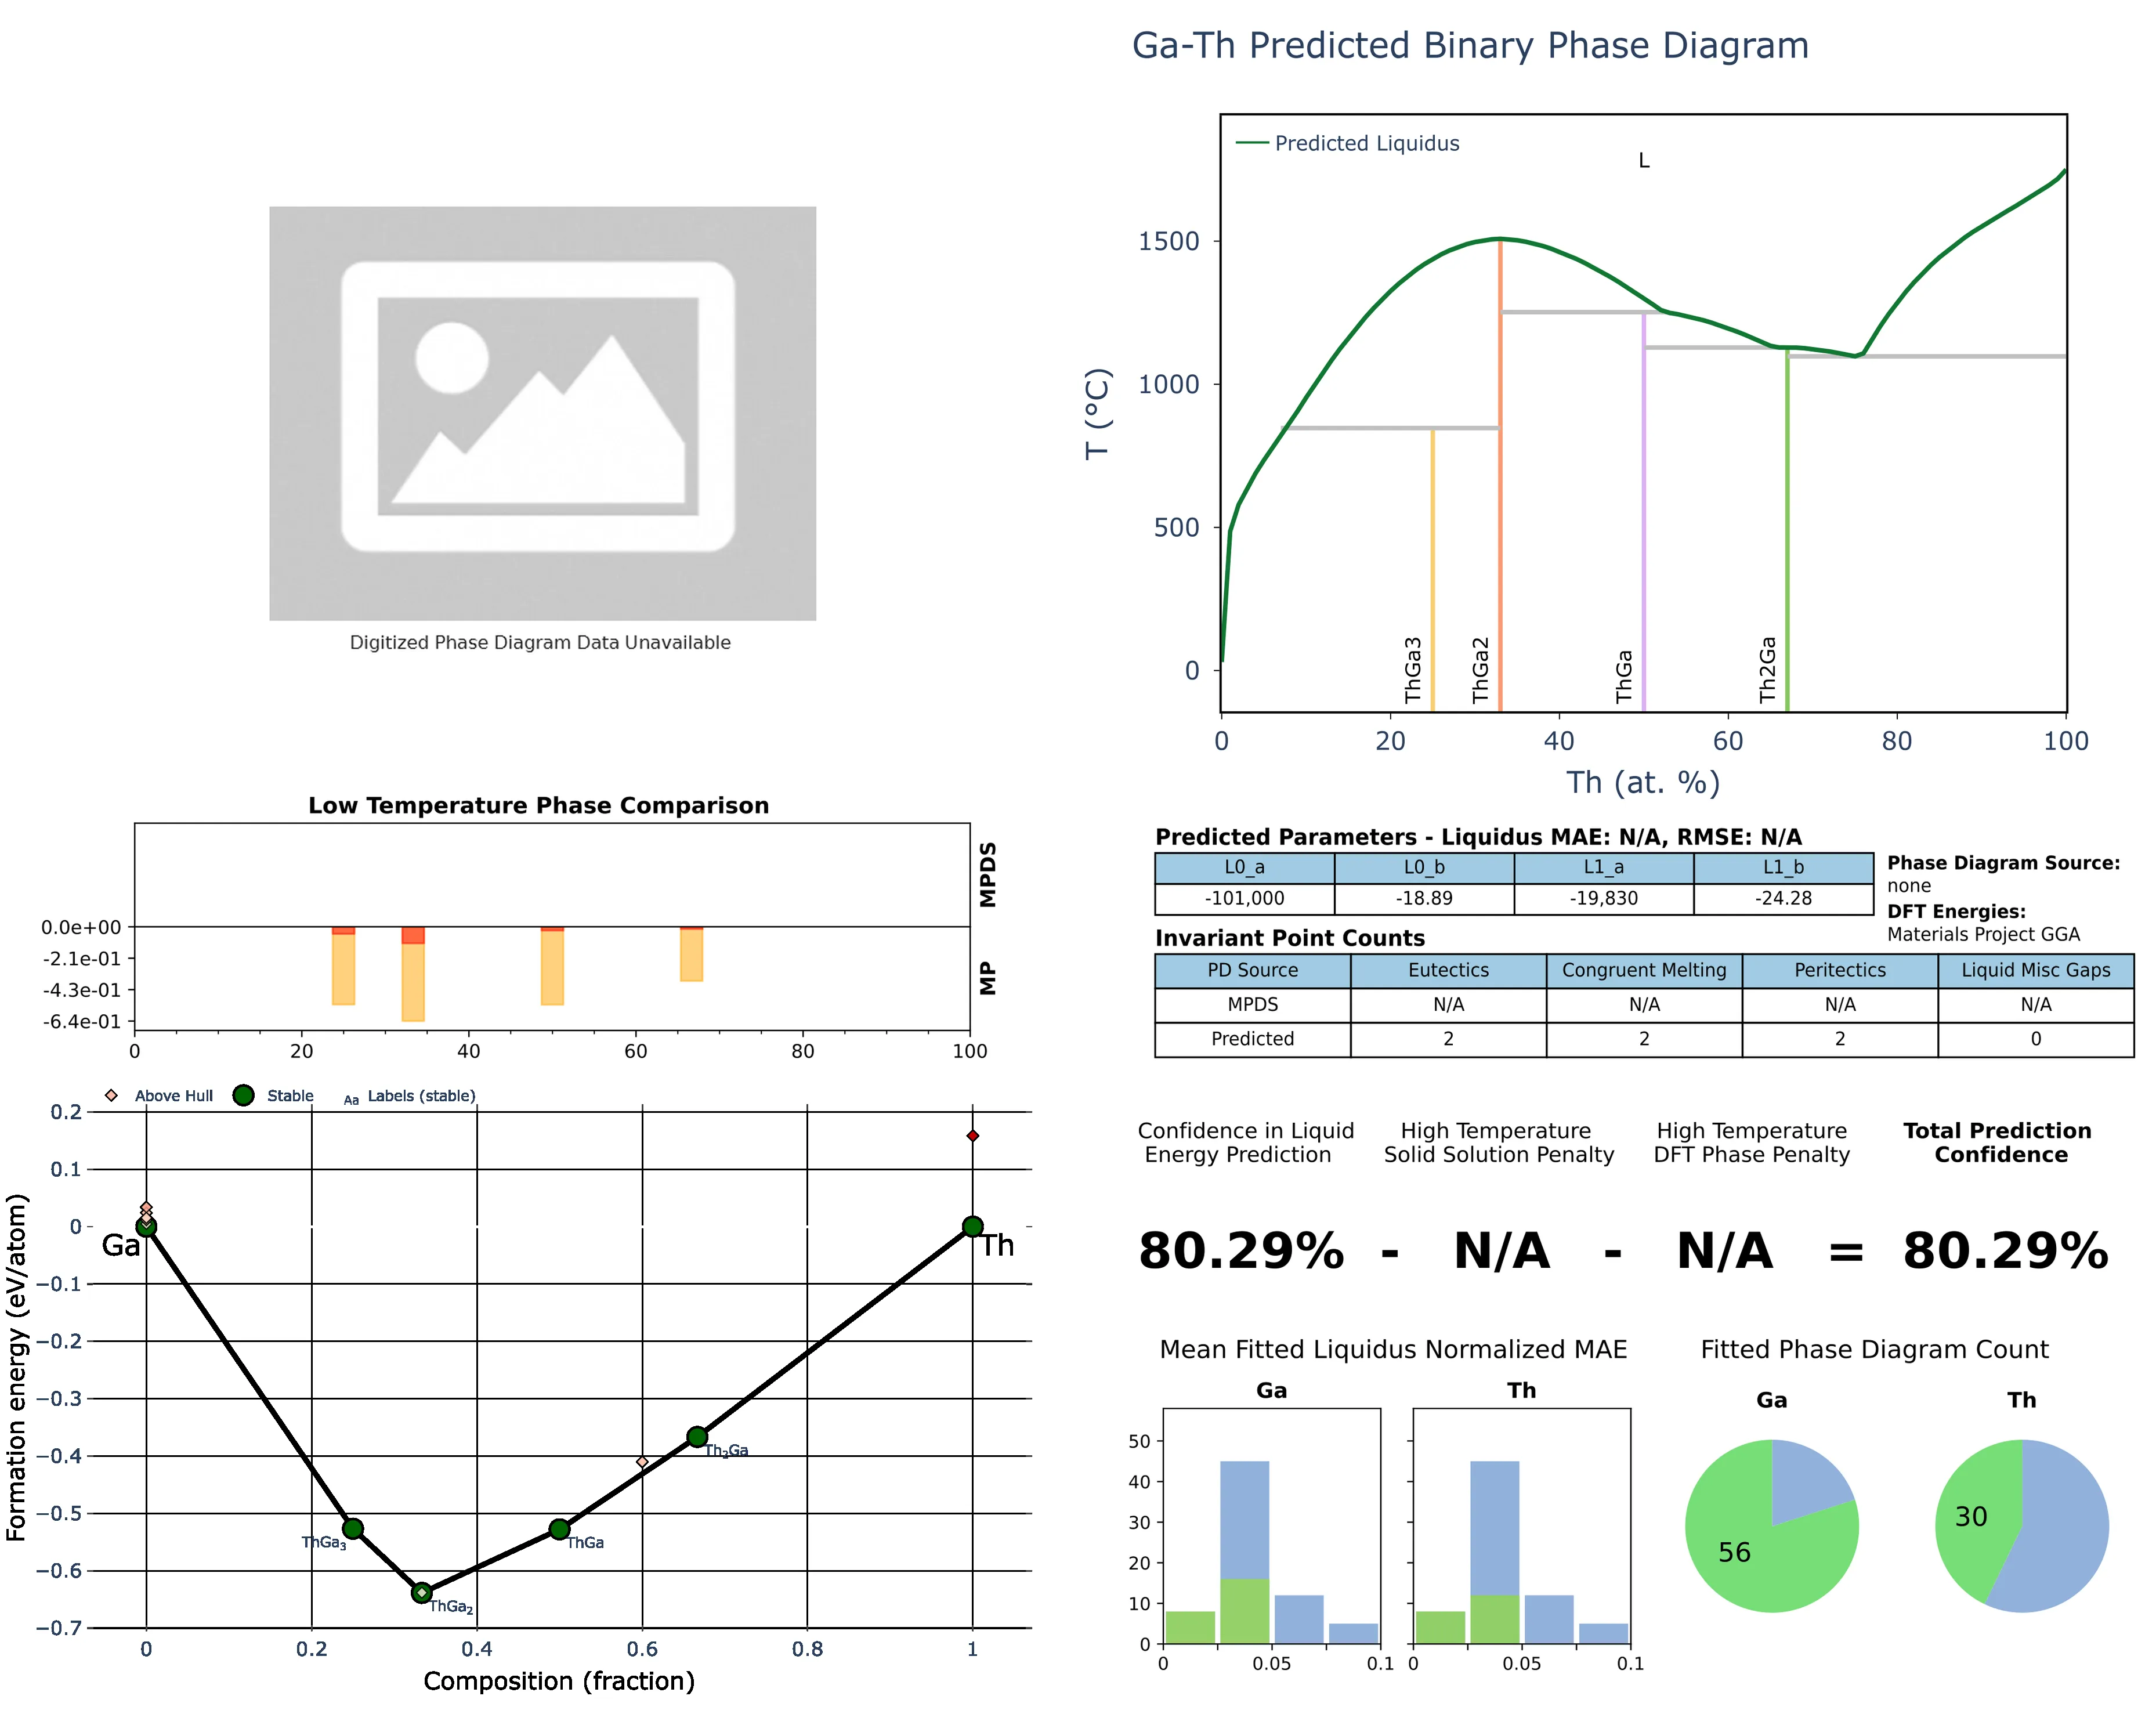 Ga-Th Predicted Binary Phase Diagram
Digitized Phase Diagram Data Unavailable
Predicted Liquidus
L
T (°C)
1500
1000
500
0
ThGa3
ThGa2
ThGa
Th2Ga
0 20 40 60 80 100
Th (at. %)
Low Temperature Phase Comparison
MPDS
MP
0.0e+00
-2.1e-01
-4.3e-01
-6.4e-01
0 20 40 60 80 100
Predicted Parameters - Liquidus MAE: N/A, RMSE: N/A
L0_a L0_b L1_a L1_b
-101,000 -18.89 -19,830 -24.28
Phase Diagram Source:
none
DFT Energies:
Materials Project GGA
Invariant Point Counts
PD Source Eutectics Congruent Melting Peritectics Liquid Misc Gaps
MPDS N/A N/A N/A N/A
Predicted 2 2 2 0
Above Hull Stable Aa Labels (stable)
Formation energy (eV/atom)
0.2
0.1
0
−0.1
−0.2
−0.3
−0.4
−0.5
−0.6
−0.7
Ga
Th
ThGa3
ThGa2
ThGa
Th2Ga
0 0.2 0.4 0.6 0.8 1
Composition (fraction)
Confidence in Liquid
Energy Prediction
High Temperature
Solid Solution Penalty
High Temperature
DFT Phase Penalty
Total Prediction
Confidence
80.29% - N/A - N/A = 80.29%
Mean Fitted Liquidus Normalized MAE
Ga
Th
50
40
30
20
10
0
0 0.05 0.1
0 0.05 0.1
Fitted Phase Diagram Count
Ga
Th
56
30